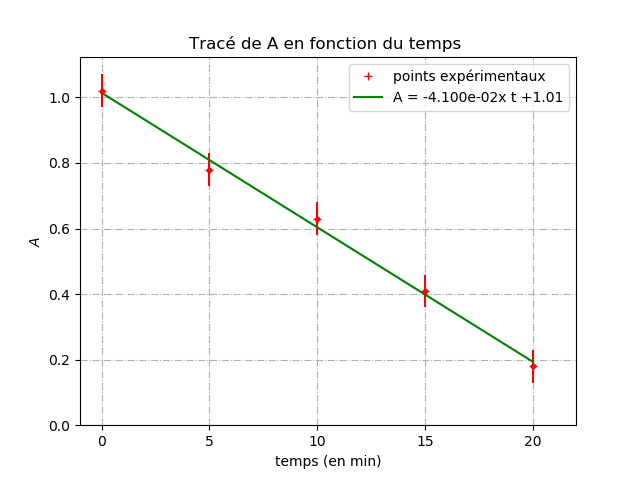 Tracé de A en fonction du temps
points expérimentaux
A = -4.100e-02x t +1.01
1.0
0.8
0.6
0.4
0.2
0.0
A
0 5 10 15 20
temps (en min)